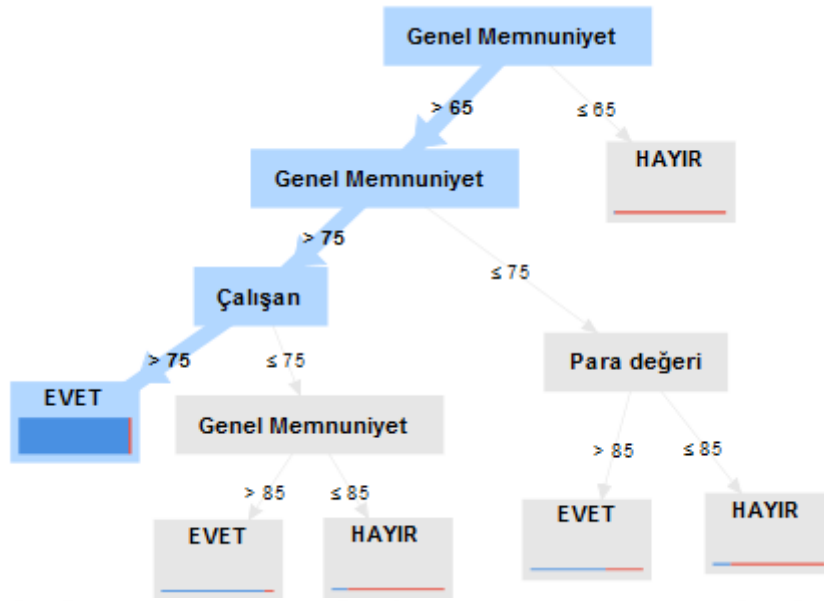 Genel Memnuniyet
> 65
≤ 65
HAYIR
Genel Memnuniyet
> 75
≤ 75
Çalışan
Para değeri
> 75
≤ 75
EVET
Genel Memnuniyet
> 85
≤ 85
> 85
≤ 85
EVET
HAYIR
EVET
HAYIR